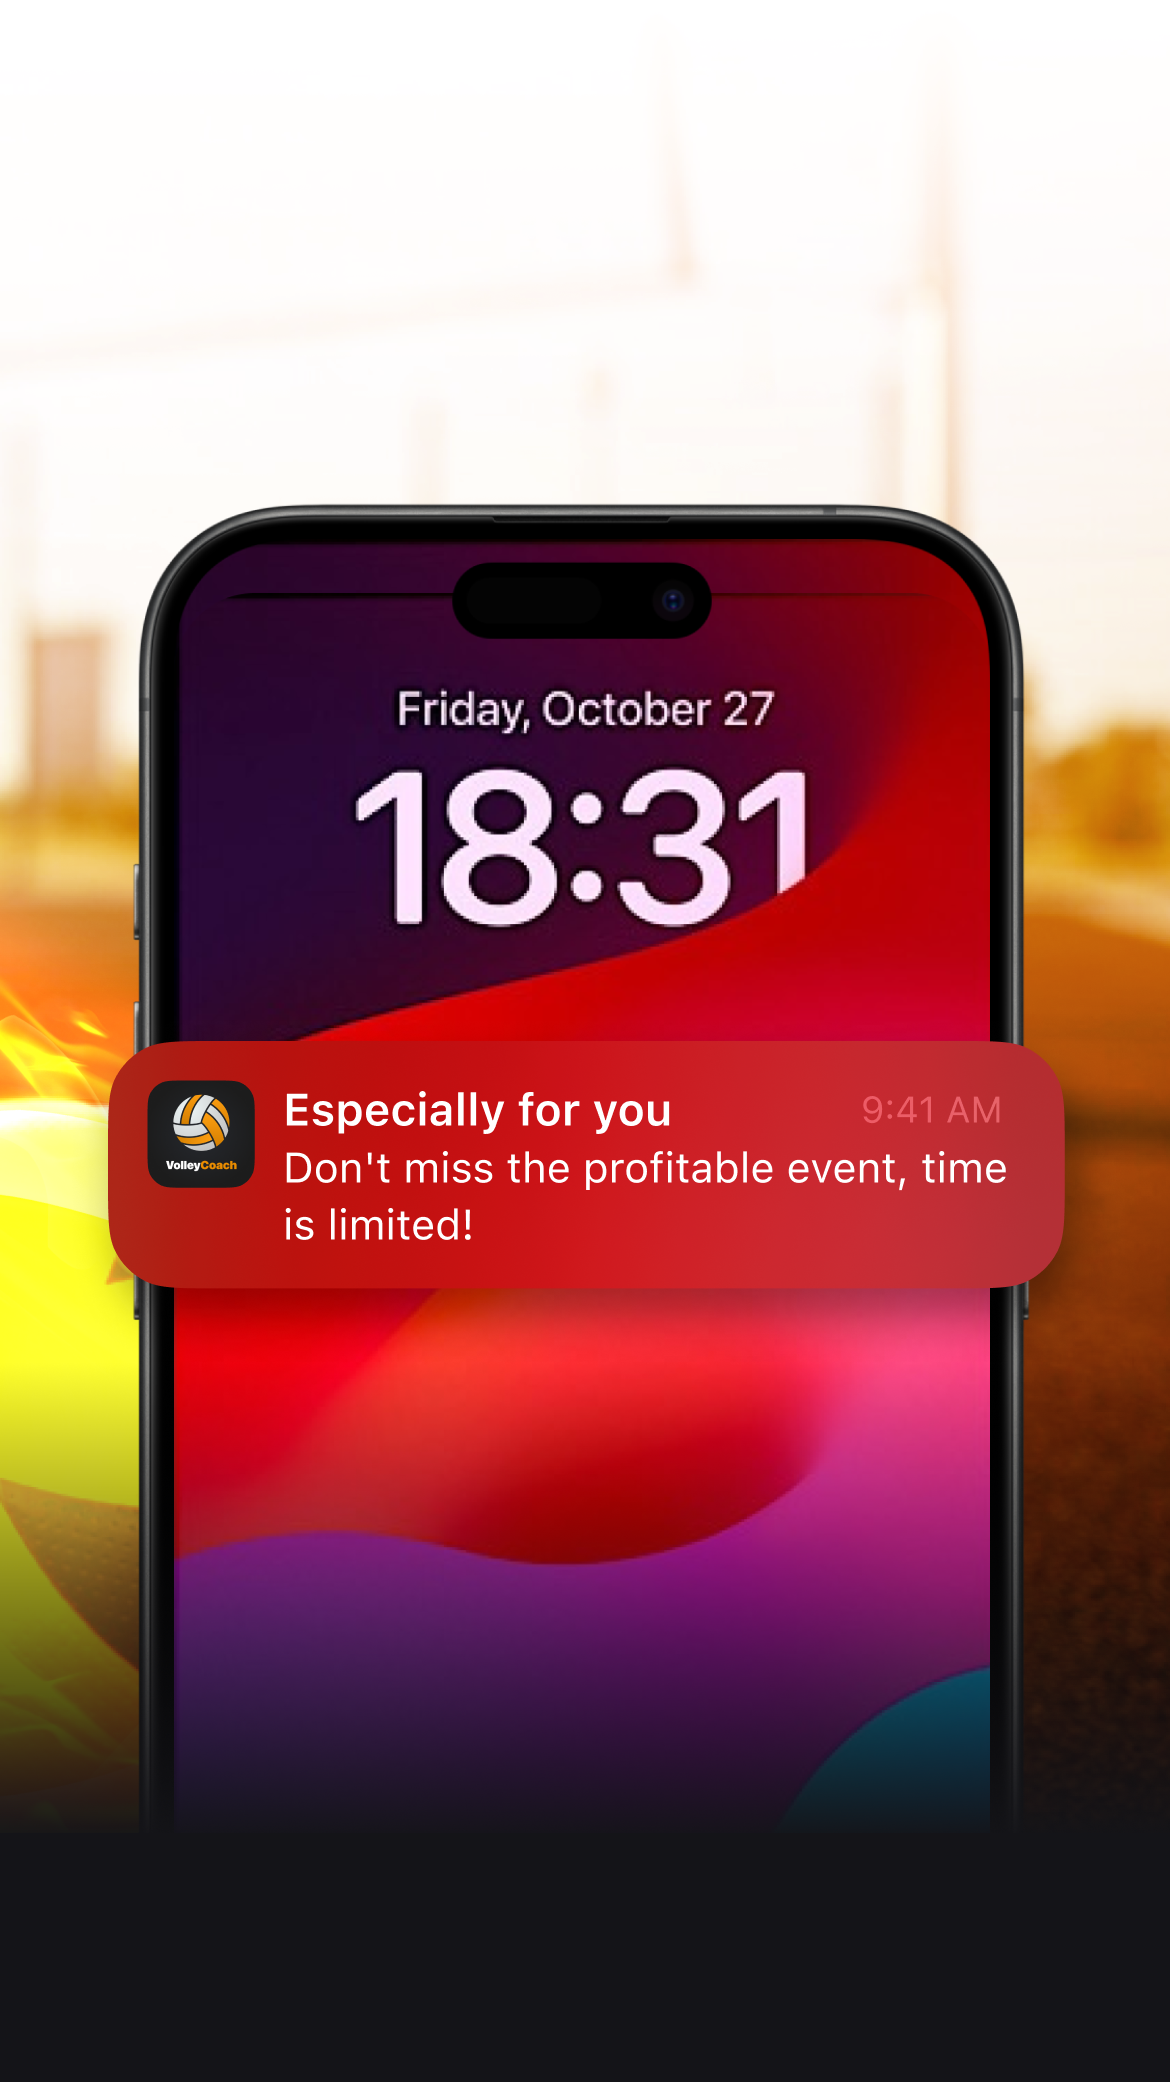 Friday, October 27
18:31
Especially for you
9:41 AM
Don't miss the profitable event, time
is limited!
VolleyCoach